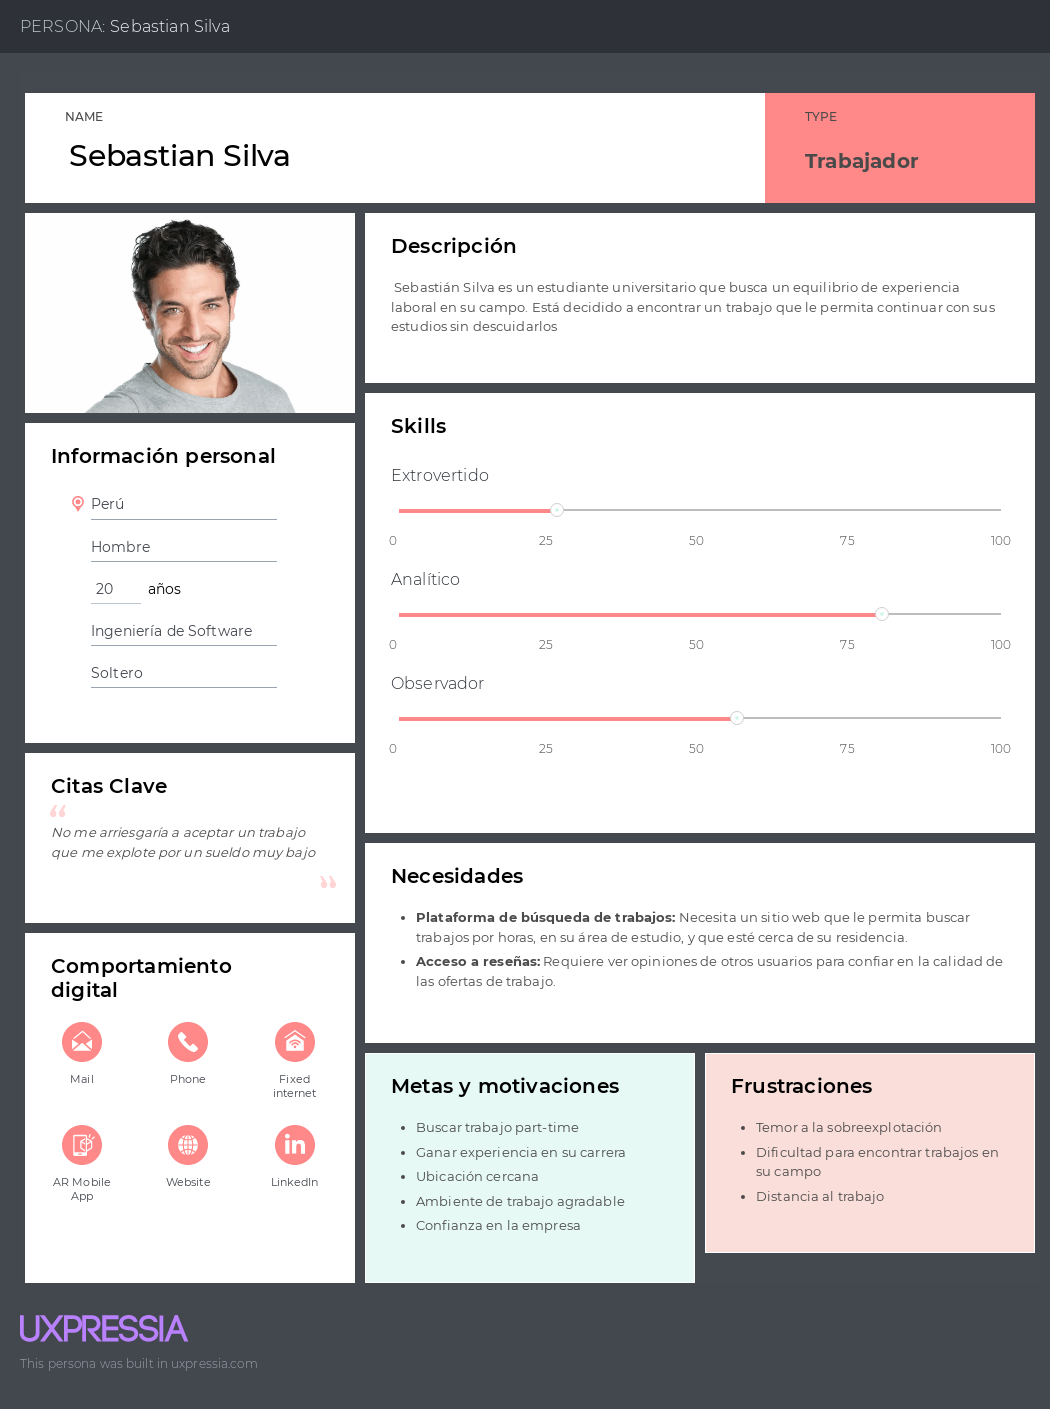 PERSONA: Sebastian Silva
NAME
Sebastian Silva
TYPE
Trabajador
Descripción
Sebastián Silva es un estudiante universitario que busca un equilibrio de experiencia
laboral en su campo. Está decidido a encontrar un trabajo que le permita continuar con sus
estudios sin descuidarlos
Información personal
Perú
Hombre
20 años
Ingeniería de Software
Soltero
Skills
Extrovertido
0 25 50 75 100
Analítico
0 25 50 75 100
Observador
0 25 50 75 100
Citas Clave
“
No me arriesgaría a aceptar un trabajo
que me explote por un sueldo muy bajo
”
Necesidades
• Plataforma de búsqueda de trabajos: Necesita un sitio web que le permita buscar
trabajos por horas, en su área de estudio, y que esté cerca de su residencia.
• Acceso a reseñas: Requiere ver opiniones de otros usuarios para confiar en la calidad de
las ofertas de trabajo.
Comportamiento
digital
Mail
Phone
Fixed
internet
AR Mobile
App
Website
in
LinkedIn
Metas y motivaciones
• Buscar trabajo part-time
• Ganar experiencia en su carrera
• Ubicación cercana
• Ambiente de trabajo agradable
• Confianza en la empresa
Frustraciones
• Temor a la sobreexplotación
• Dificultad para encontrar trabajos en
su campo
• Distancia al trabajo
UXPRESSIA
This persona was built in uxpressia.com